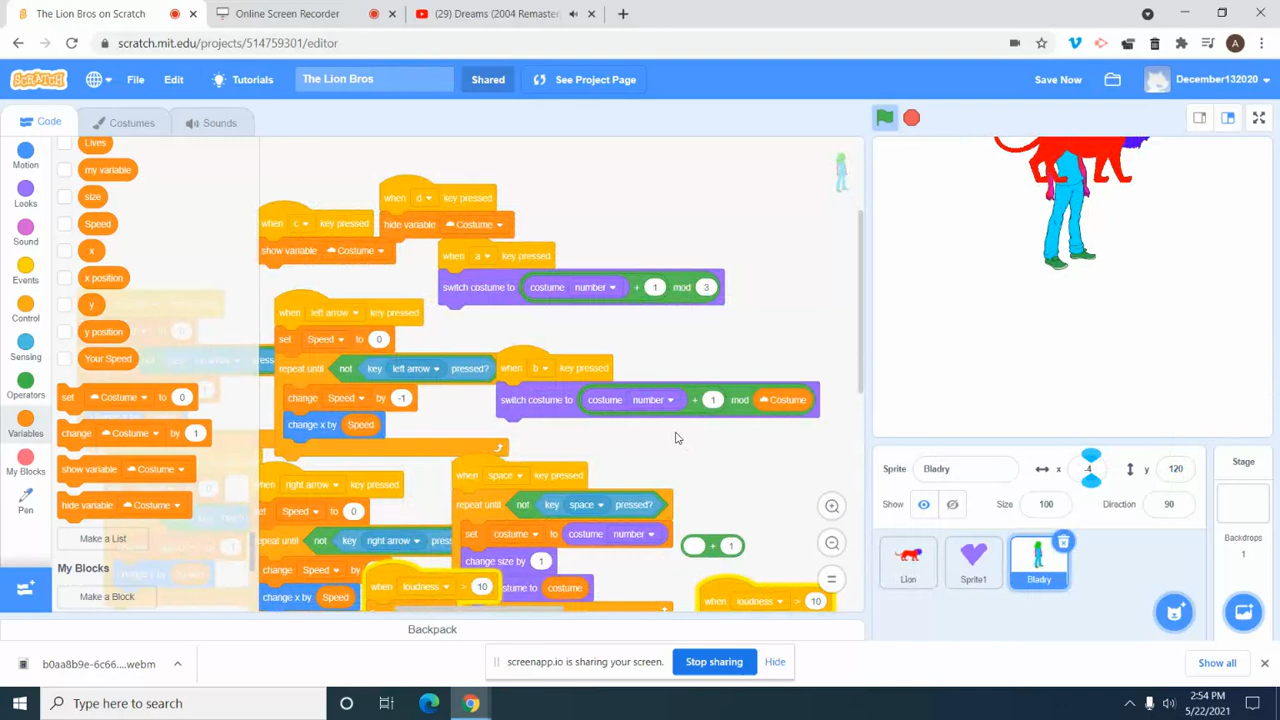 The Lion Bros on Scratch
Online Screen Recorder
(29) Dreams (2004 Remaster
scratch.mit.edu/projects/514759301/editor
A
SCRATCH
File
Edit
Tutorials
The Lion Bros
Shared
See Project Page
Save Now
December132020
Code
Costumes
Sounds
Motion
Looks
Sound
Events
Control
Sensing
Operators
Variables
My Blocks
Pen
Lives
my variable
size
Speed
x
x position
y
y position
Your Speed
set Costume to 0
change Costume by 1
show variable Costume
hide variable Costume
Make a List
My Blocks
Make a Block
when d key pressed
hide variable Costume
when c key pressed
show variable Costume
when a key pressed
switch costume to costume number + 1 mod 3
when left arrow key pressed
set Speed to 0
repeat until not key left arrow pressed?
change Speed by -1
change x by Speed
when b key pressed
switch costume to costume number + 1 mod Costume
when right arrow key pressed
set Speed to 0
repeat until not key right arrow press
change Speed by
change x by Speed
when space key pressed
repeat until not key space pressed?
set costume to costume number
change size by 1
costume to costume
+ 1
when loudness > 10
when loudness > 10
Sprite Bladry x -4 y 120
Show Size 100 Direction 90
Lion
Sprite1
Bladry
Stage
Backdrops
1
Backpack
b0aa8b9e-6c66....webm
screenapp.io is sharing your screen.
Stop sharing
Hide
Show all
Type here to search
2:54 PM
5/22/2021